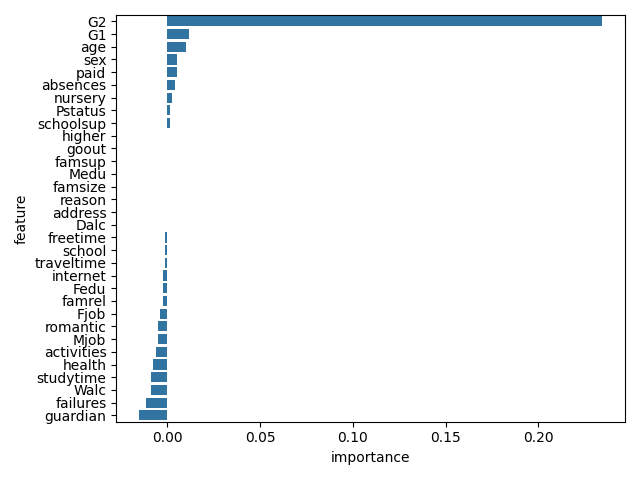 G2
G1
age
sex
paid
absences
nursery
Pstatus
schoolsup
higher
goout
famsup
Medu
famsize
reason
address
Dalc
freetime
school
traveltime
internet
Fedu
famrel
Fjob
romantic
Mjob
activities
health
studytime
Walc
failures
guardian
feature
0.00 0.05 0.10 0.15 0.20
importance